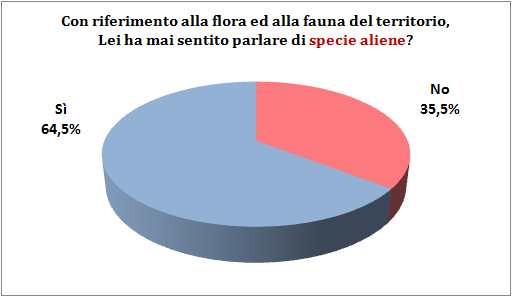 Con riferimento alla flora ed alla fauna del territorio,
Lei ha mai sentito parlare di specie aliene?
No
35,5%
Sì
64,5%